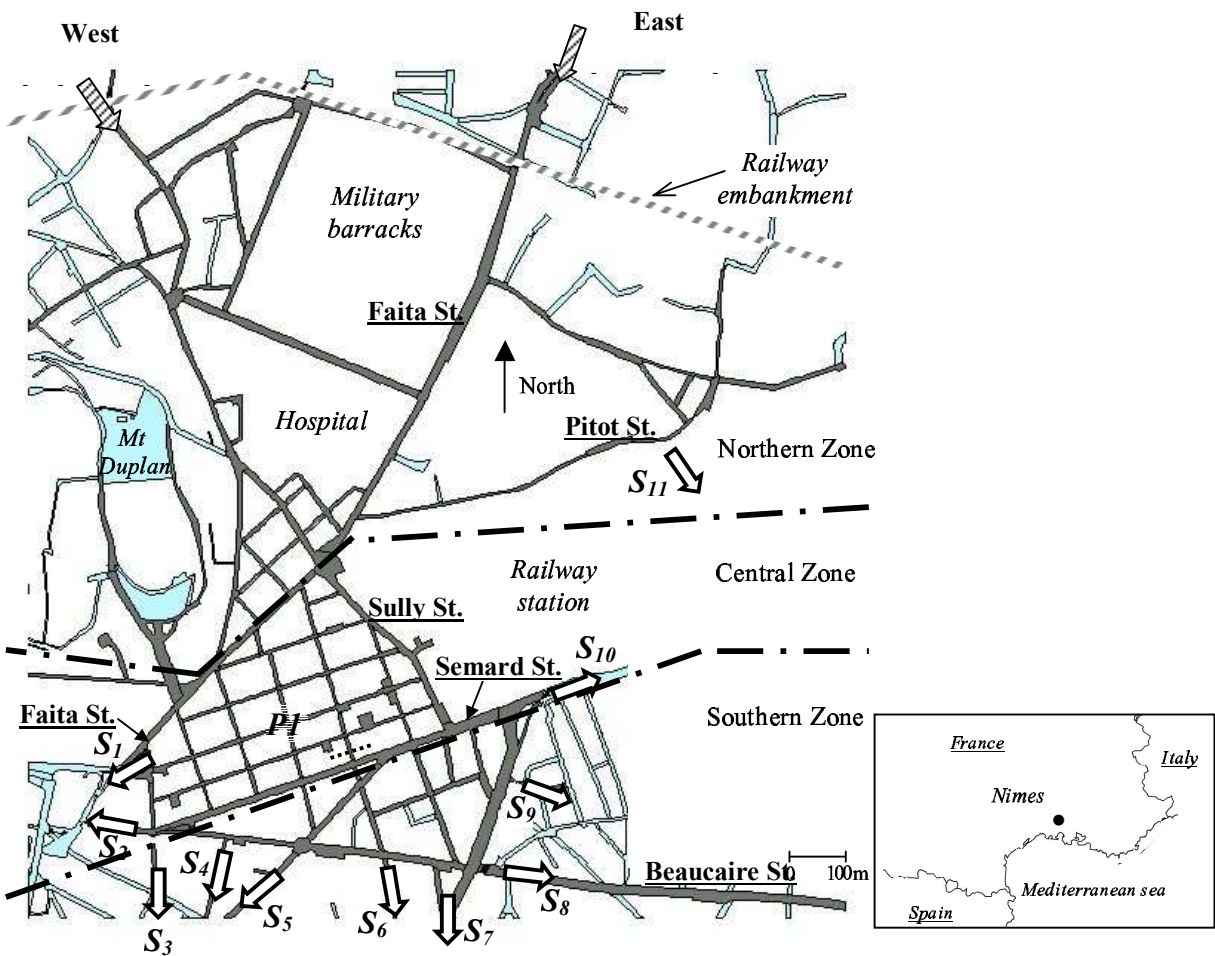 West
East
Railway
embankment
Military
barracks
Faita St.
North
Hospital
Pitot St.
Northern Zone
Mt
Duplan
S11
Railway
station
Central Zone
Sully St.
S10
Semard St.
Faita St.
P1
Southern Zone
S1
France
Italy
S9
Nimes
S2
S4
Beaucaire St.
0 100m
S8
Mediterranean sea
S5
S6
S7
Spain
S3